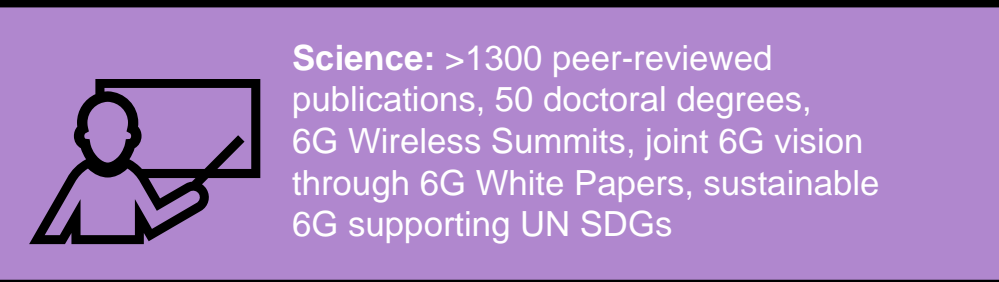 Science: >1300 peer-reviewed
publications, 50 doctoral degrees,
6G Wireless Summits, joint 6G vision
through 6G White Papers, sustainable
6G supporting UN SDGs